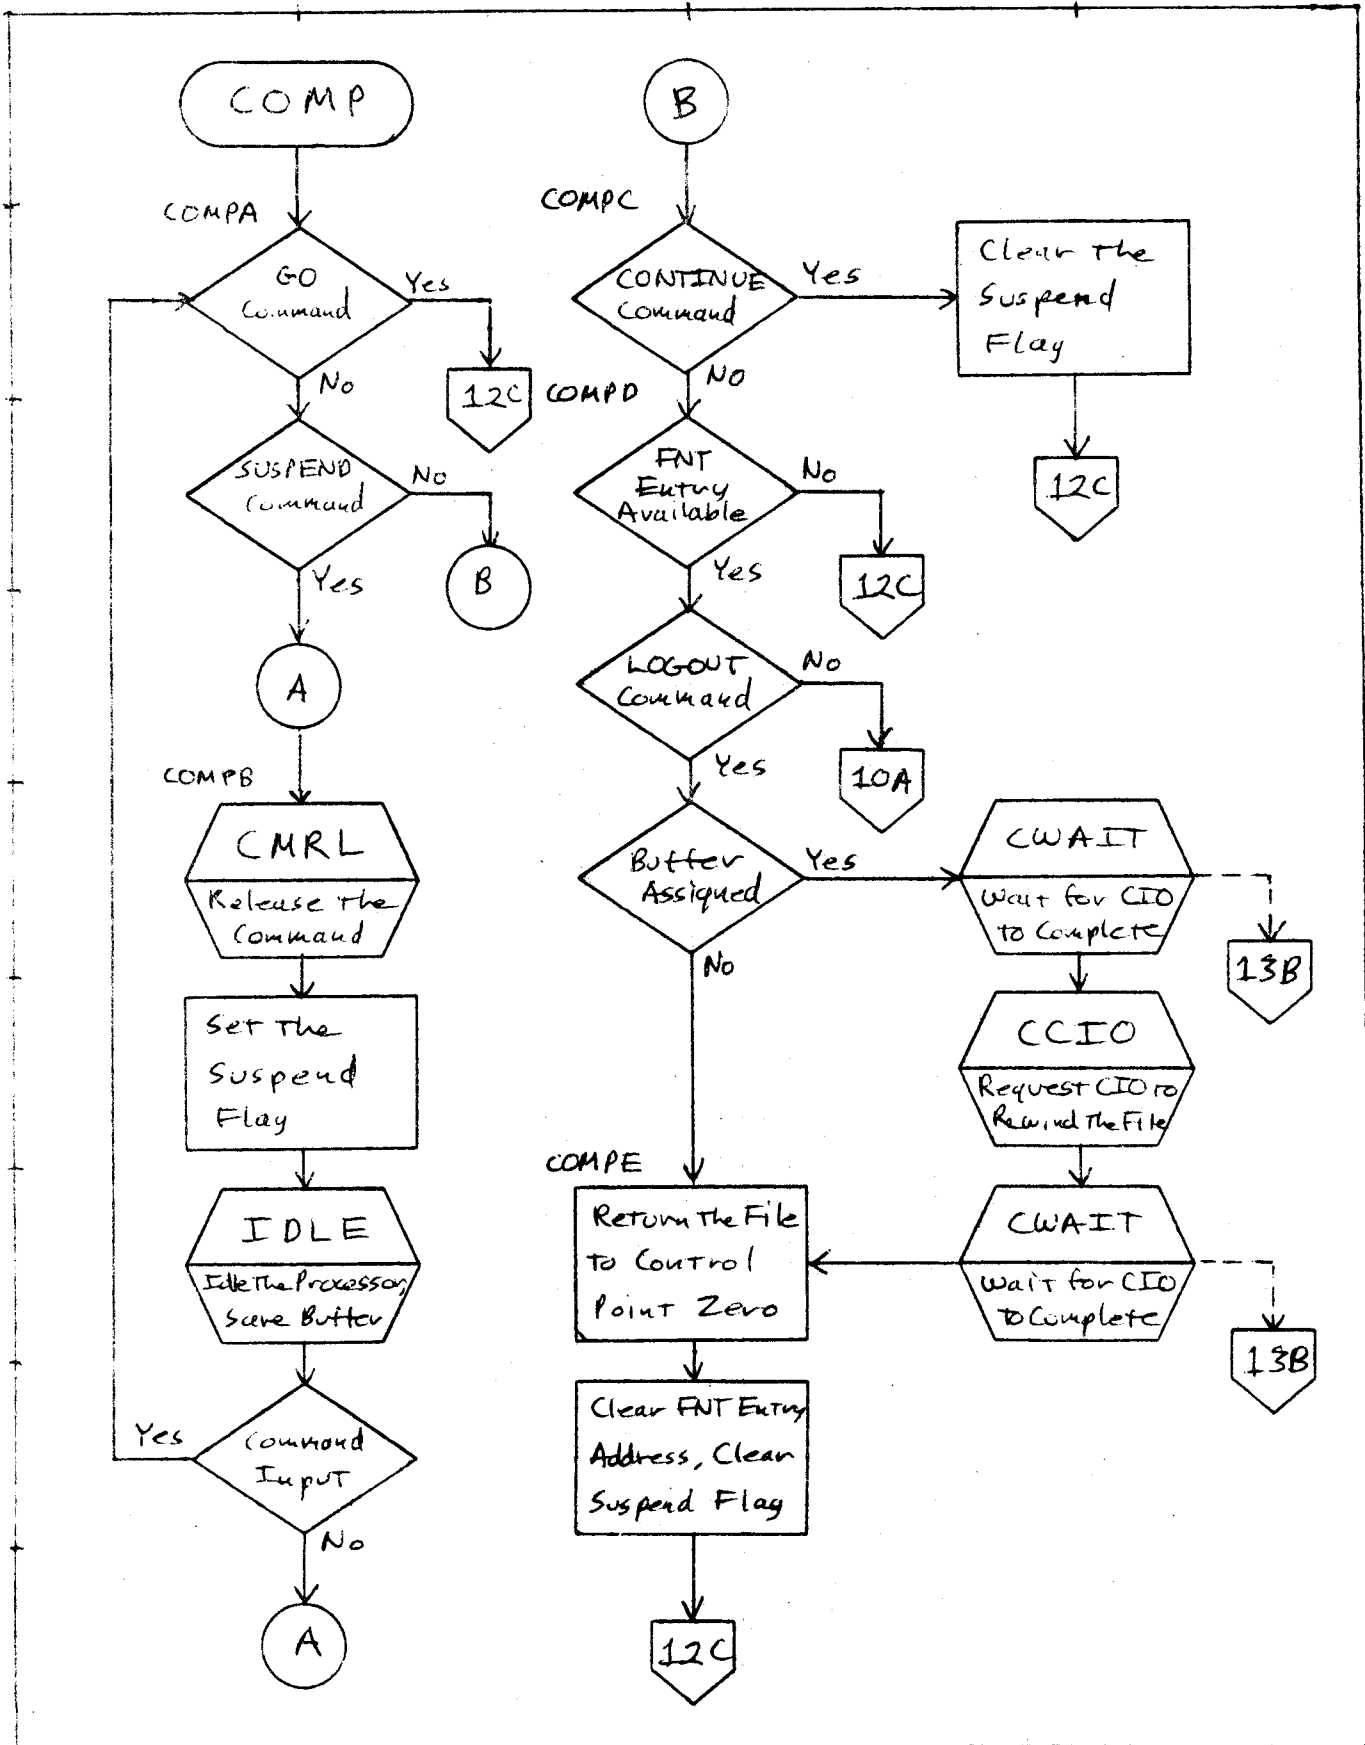 COMP
COMPA
GO
Command
Yes
12C
No
SUSPEND
Command
No
B
Yes
A
COMPB
CMRL
Release The
Command
Set The
Suspend
Flag
IDLE
Idle The Processor,
Save Buffer
Command
Input
Yes
No
A
B
COMPC
CONTINUE
Command
Yes
Clear The
Suspend
Flag
12C
No
COMPD
FNT
Entry
Available
No
12C
Yes
LOGOUT
Command
No
10A
Yes
Buffer
Assigned
Yes
CWAIT
Wait for CIO
To Complete
13B
CCIO
Request CIO to
Rewind The File
CWAIT
Wait for CIO
To Complete
13B
No
COMPE
Return The File
To Control
Point Zero
Clear FNT Entry
Address, Clear
Suspend Flag
12C